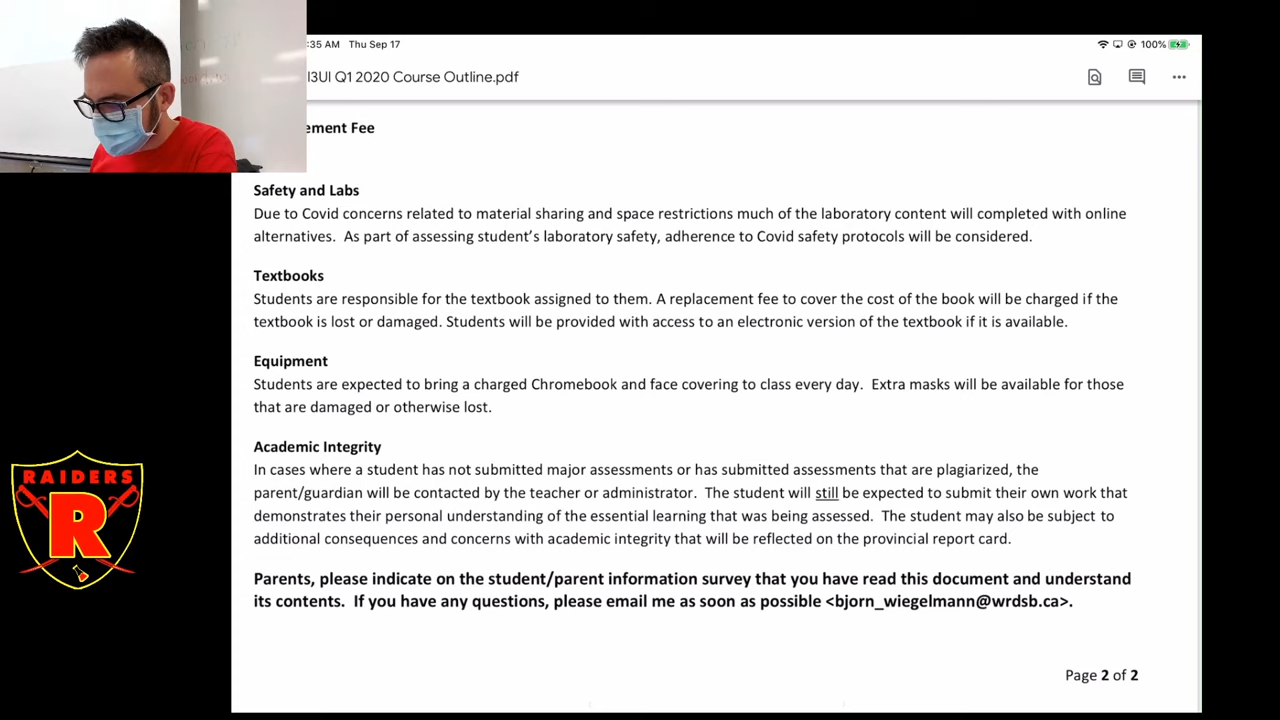 :35 AM Thu Sep 17
100%
I3UI Q1 2020 Course Outline.pdf
ement Fee
Safety and Labs
Due to Covid concerns related to material sharing and space restrictions much of the laboratory content will completed with online
alternatives. As part of assessing student's laboratory safety, adherence to Covid safety protocols will be considered.
Textbooks
Students are responsible for the textbook assigned to them. A replacement fee to cover the cost of the book will be charged if the
textbook is lost or damaged. Students will be provided with access to an electronic version of the textbook if it is available.
Equipment
Students are expected to bring a charged Chromebook and face covering to class every day. Extra masks will be available for those
that are damaged or otherwise lost.
Academic Integrity
In cases where a student has not submitted major assessments or has submitted assessments that are plagiarized, the
parent/guardian will be contacted by the teacher or administrator. The student will still be expected to submit their own work that
demonstrates their personal understanding of the essential learning that was being assessed. The student may also be subject to
additional consequences and concerns with academic integrity that will be reflected on the provincial report card.
Parents, please indicate on the student/parent information survey that you have read this document and understand
its contents. If you have any questions, please email me as soon as possible <bjorn_wiegelmann@wrdsb.ca>.
Page 2 of 2
RAIDERS
R